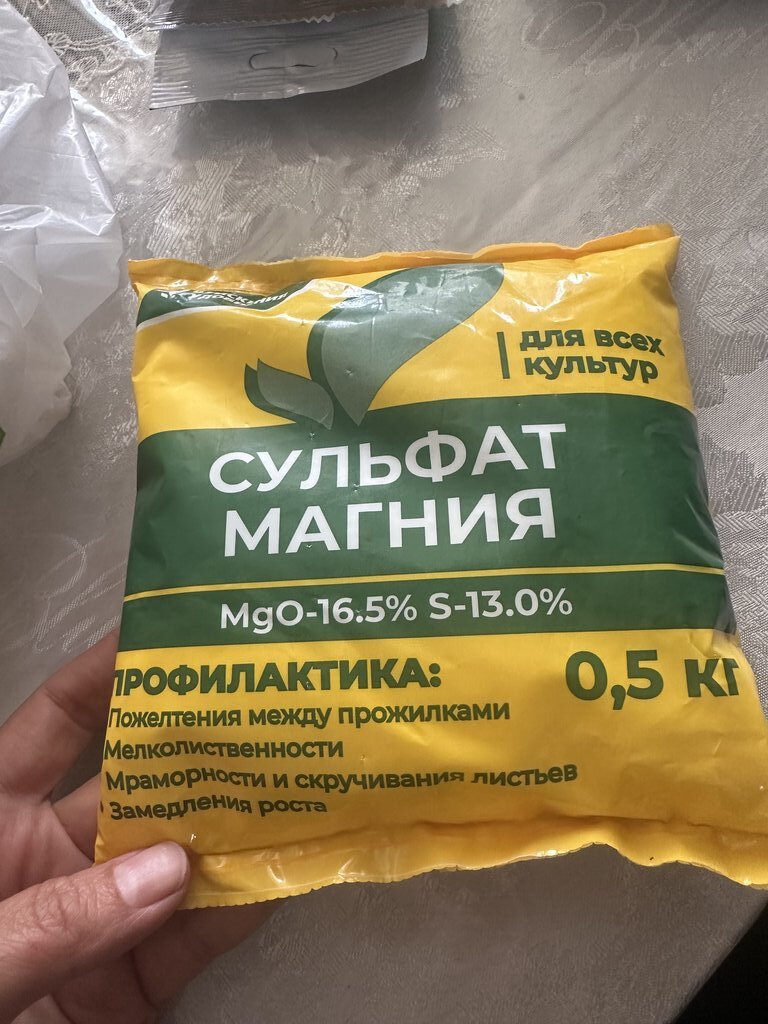 для всех
культур
СУЛЬФАТ
МАГНИЯ
MgO-16.5% S-13.0%
ПРОФИЛАКТИКА:
0,5 кг
Пожелтения между прожилками
Мелколиственности
Мраморности и скручивания листьев
Замедления роста